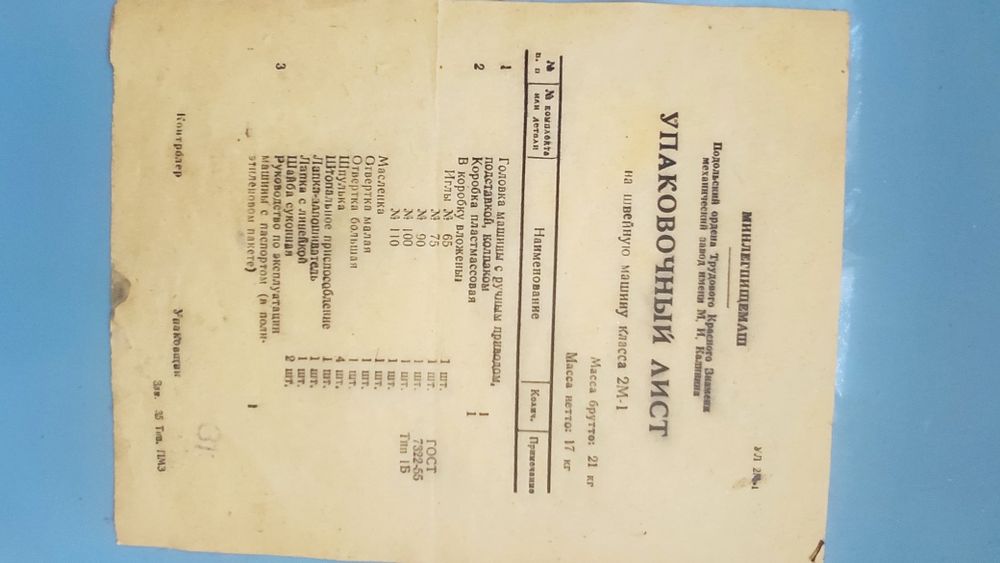 УЛ 2М-1
МИНЛЕГПИЩЕМАШ
Подольский ордена Трудового Красного Знамени
механический завод имени М. И. Калинина
УПАКОВОЧНЫЙ ЛИСТ
на швейную машину класса 2М-1
Масса брутто: 21 кг
Масса нетто: 17 кг
№ п. п № комплекта или детали Наименование Колич. Примечание
1 Головка машины с ручным приводом,
подставкой, колпаком 1
2 Коробка пластмассовая 1
В коробку вложены:
Иглы № 65 1 шт.
№ 75 1 шт. ГОСТ
№ 90 1 шт. 7322-55
№ 100 1 шт. Тип 1Б
№ 110 1 шт.
Масленка 1 шт.
Отвертка малая 1 шт.
Отвертка большая 1 шт.
Шпулька 4 шт.
Штопальное приспособление 1 шт.
Лапка-запошиватель 1 шт.
Лапка с линейкой 1 шт.
Шайба суконная 2 шт.
3 Руководство по эксплуатации
машины с паспортом (в поли-
этиленовом пакете) 1
Контролер Упаковщик
Зак. 35 Тип. ПМЗ